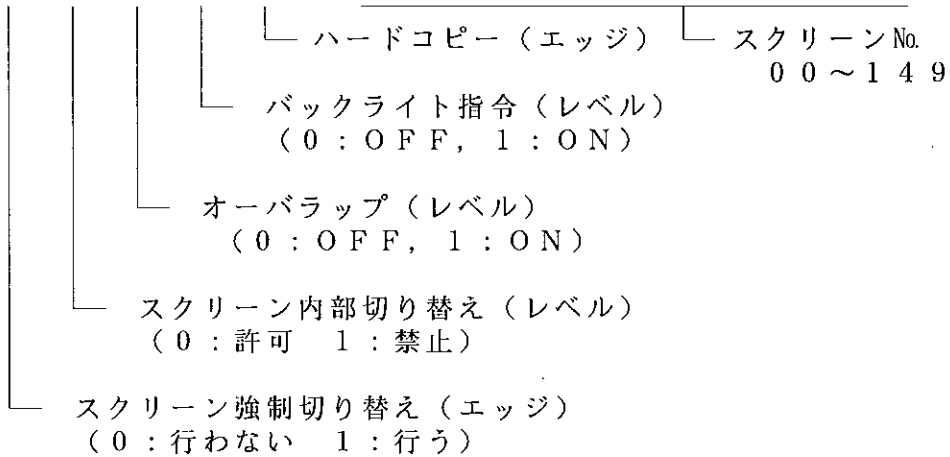 ハードコピー（エッジ）
スクリーン№
００～１４９
バックライト指令（レベル）
（０：ＯＦＦ，１：ＯＮ）
オーバラップ（レベル）
（０：ＯＦＦ，１：ＯＮ）
スクリーン内部切り替え（レベル）
（０：許可　１：禁止）
スクリーン強制切り替え（エッジ）
（０：行わない　１：行う）